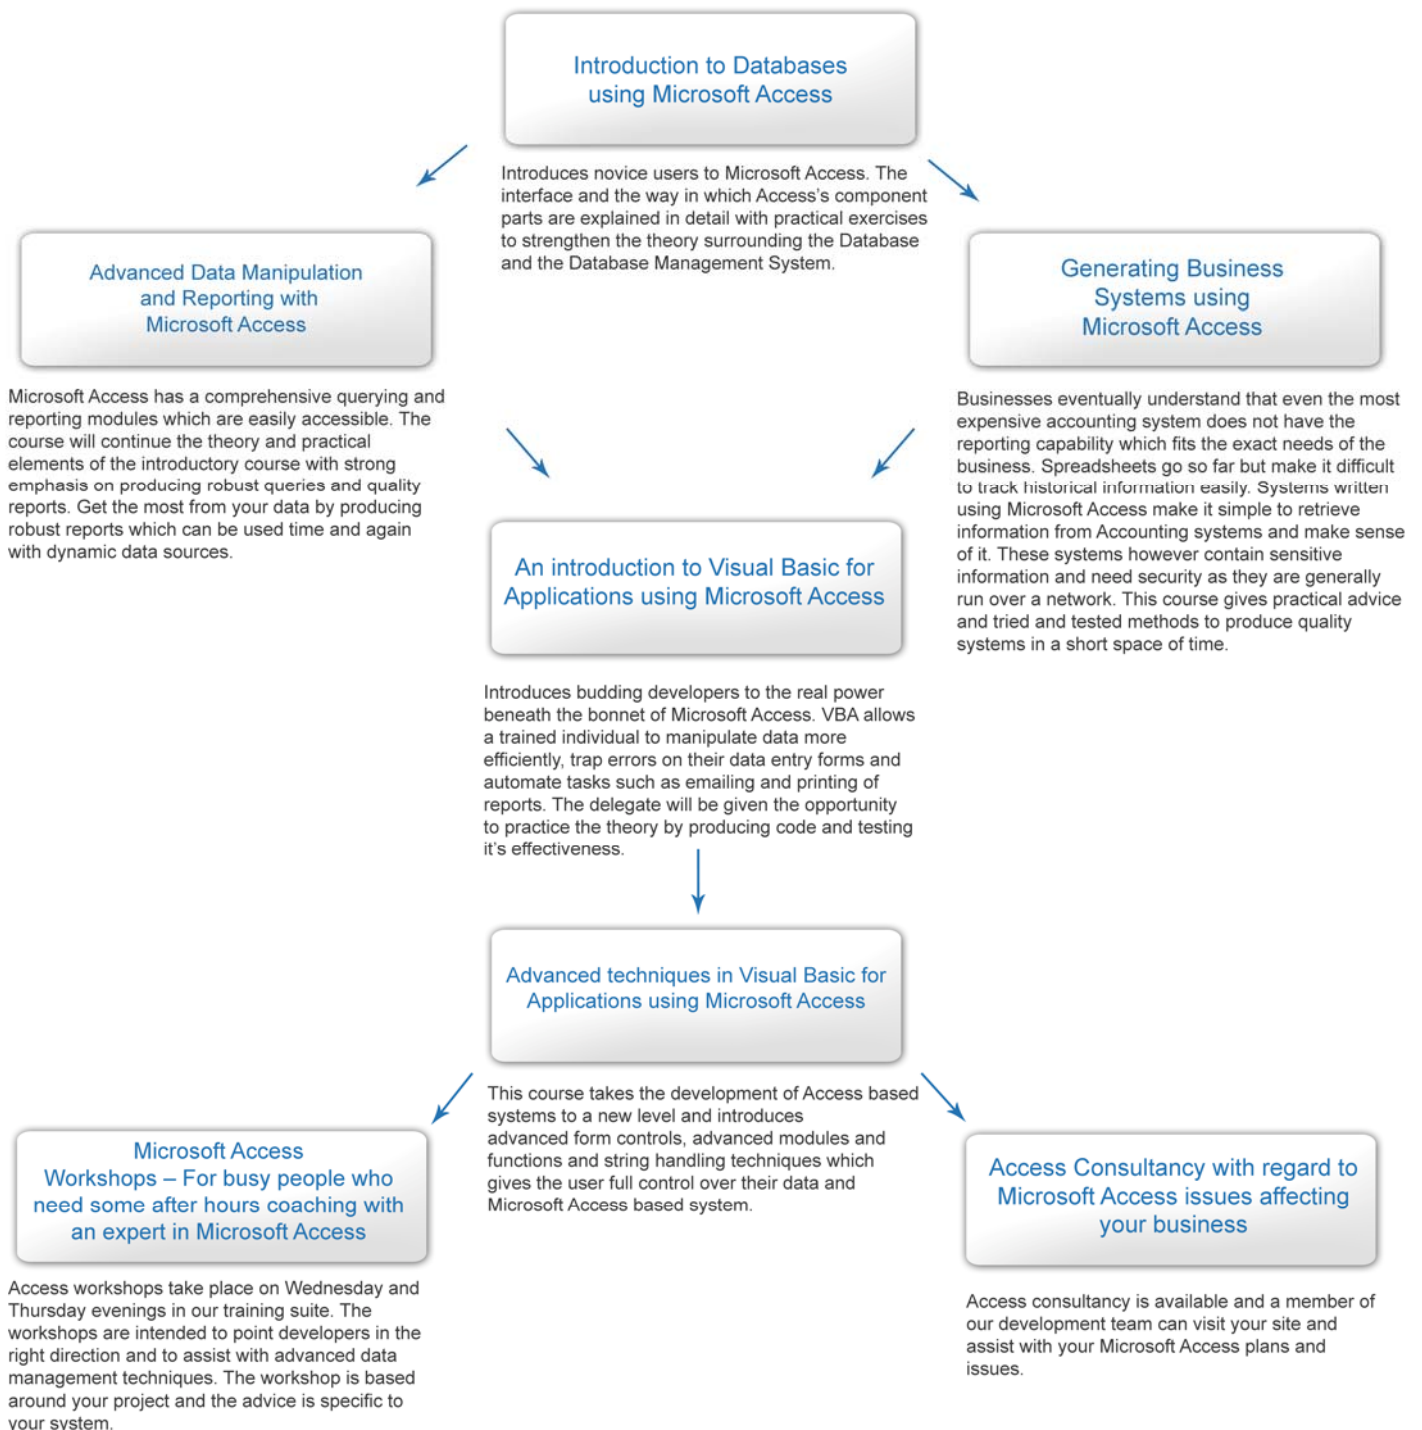 Introduction to Databases
using Microsoft Access
Introduces novice users to Microsoft Access. The
interface and the way in which Access's component
parts are explained in detail with practical exercises
to strengthen the theory surrounding the Database
and the Database Management System.
Advanced Data Manipulation
and Reporting with
Microsoft Access
Microsoft Access has a comprehensive querying and
reporting modules which are easily accessible. The
course will continue the theory and practical
elements of the introductory course with strong
emphasis on producing robust queries and quality
reports. Get the most from your data by producing
robust reports which can be used time and again
with dynamic data sources.
Generating Business
Systems using
Microsoft Access
Businesses eventually understand that even the most
expensive accounting system does not have the
reporting capability which fits the exact needs of the
business. Spreadsheets go so far but make it difficult
to track historical information easily. Systems written
using Microsoft Access make it simple to retrieve
information from Accounting systems and make sense
of it. These systems however contain sensitive
information and need security as they are generally
run over a network. This course gives practical advice
and tried and tested methods to produce quality
systems in a short space of time.
An introduction to Visual Basic for
Applications using Microsoft Access
Introduces budding developers to the real power
beneath the bonnet of Microsoft Access. VBA allows
a trained individual to manipulate data more
efficiently, trap errors on their data entry forms and
automate tasks such as emailing and printing of
reports. The delegate will be given the opportunity
to practice the theory by producing code and testing
it's effectiveness.
Advanced techniques in Visual Basic for
Applications using Microsoft Access
This course takes the development of Access based
systems to a new level and introduces
advanced form controls, advanced modules and
functions and string handling techniques which
gives the user full control over their data and
Microsoft Access based system.
Microsoft Access
Workshops – For busy people who
need some after hours coaching with
an expert in Microsoft Access
Access workshops take place on Wednesday and
Thursday evenings in our training suite. The
workshops are intended to point developers in the
right direction and to assist with advanced data
management techniques. The workshop is based
around your project and the advice is specific to
your system.
Access Consultancy with regard to
Microsoft Access issues affecting
your business
Access consultancy is available and a member of
our development team can visit your site and
assist with your Microsoft Access plans and
issues.